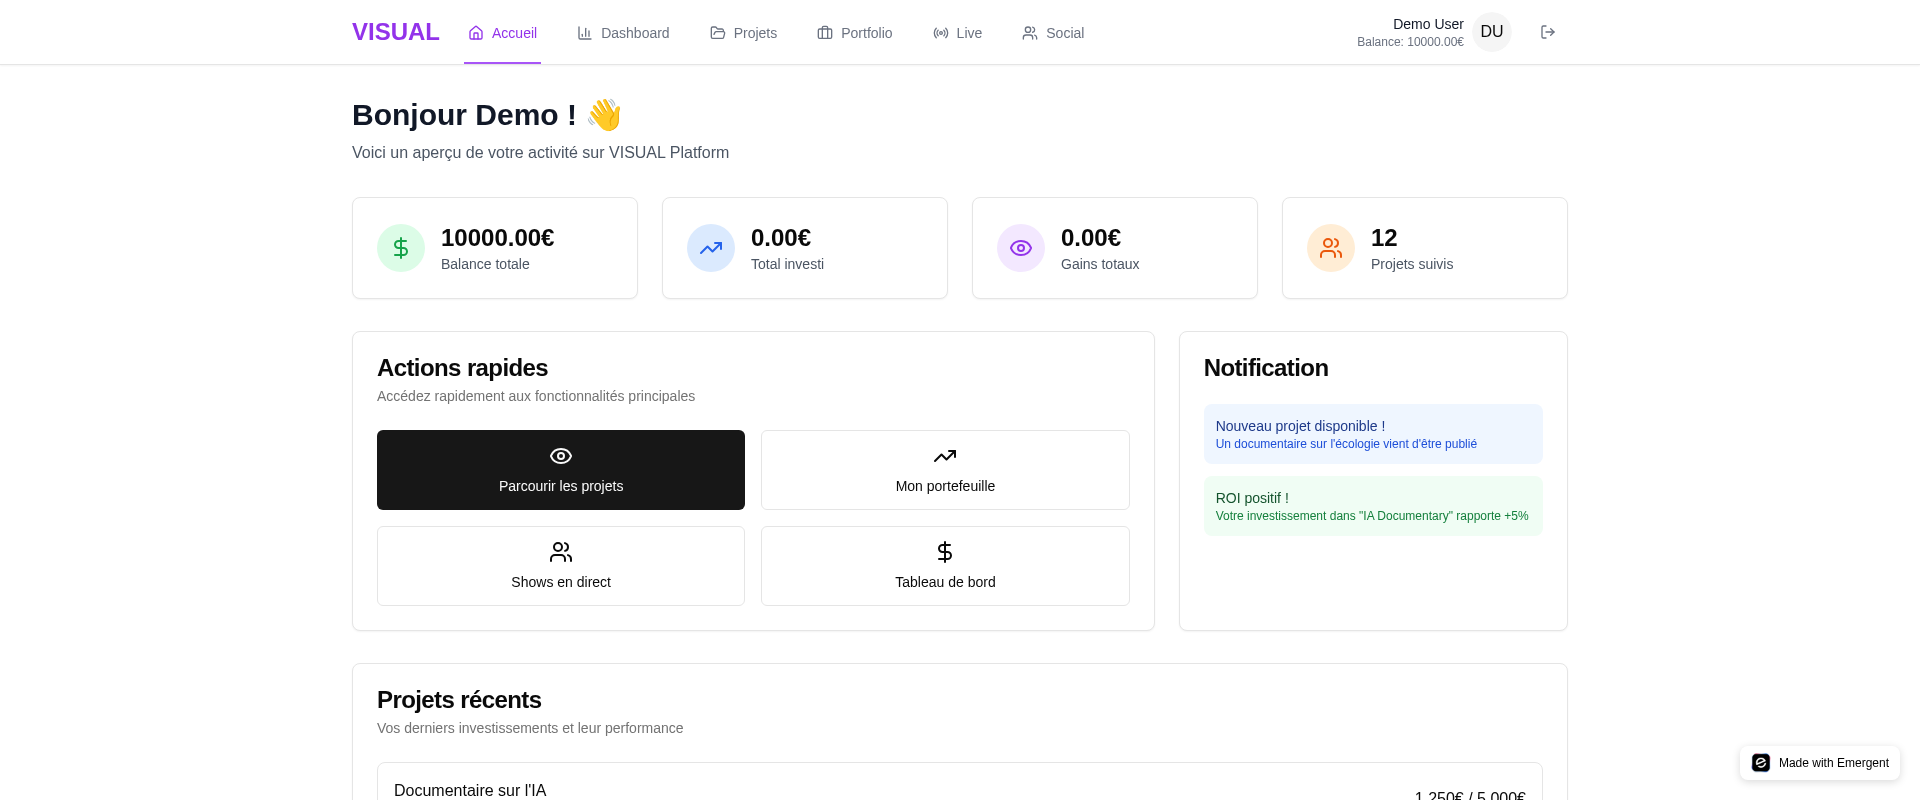 VISUAL
Accueil
Dashboard
Projets
Portfolio
Live
Social
Demo User
Balance: 10000.00€
DU
Bonjour Demo ! 👋
Voici un aperçu de votre activité sur VISUAL Platform
10000.00€
Balance totale
0.00€
Total investi
0.00€
Gains totaux
12
Projets suivis
Actions rapides
Accédez rapidement aux fonctionnalités principales
Parcourir les projets
Mon portefeuille
Shows en direct
Tableau de bord
Notification
Nouveau projet disponible !
Un documentaire sur l'écologie vient d'être publié
ROI positif !
Votre investissement dans "IA Documentary" rapporte +5%
Projets récents
Vos derniers investissements et leur performance
Documentaire sur l'IA
1,250€ / 5,000€
Made with Emergent